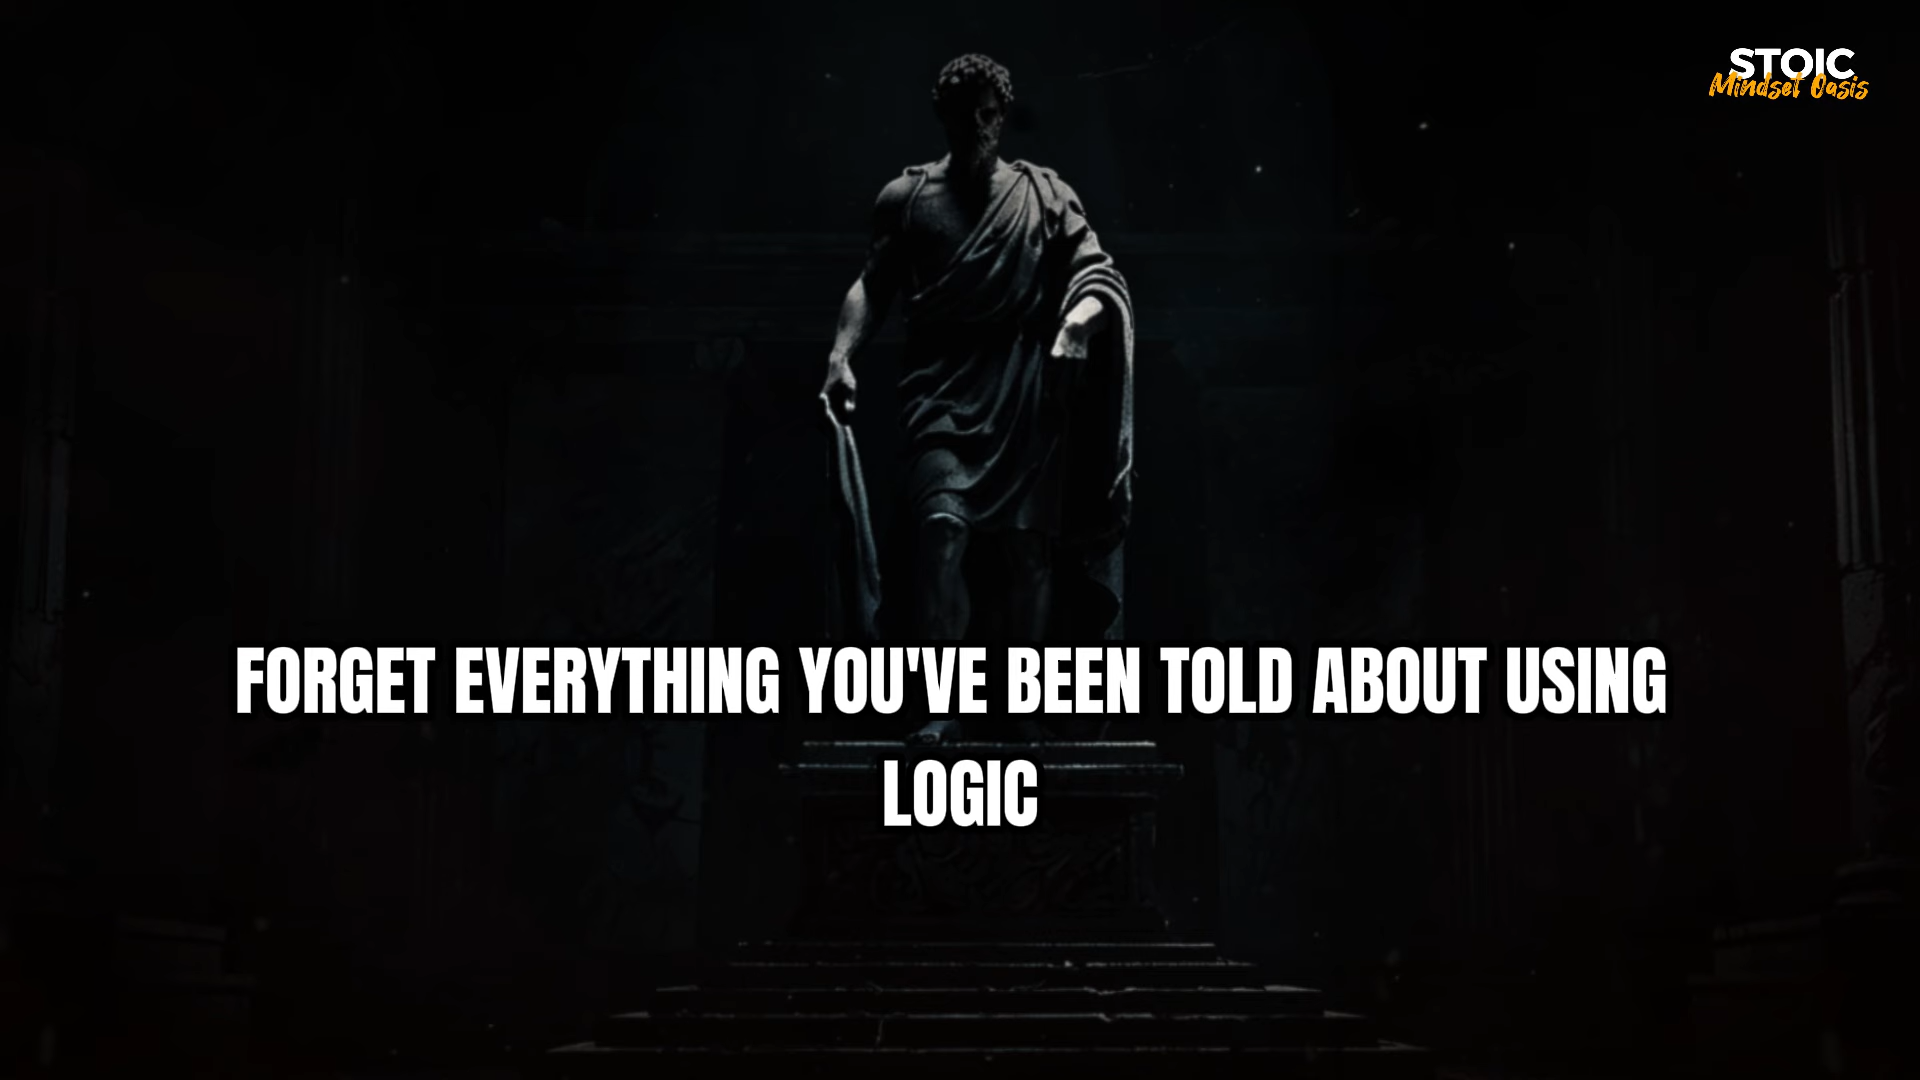 STOIC
Mindset Oasis
FORGET EVERYTHING YOU'VE BEEN TOLD ABOUT USING
LOGIC